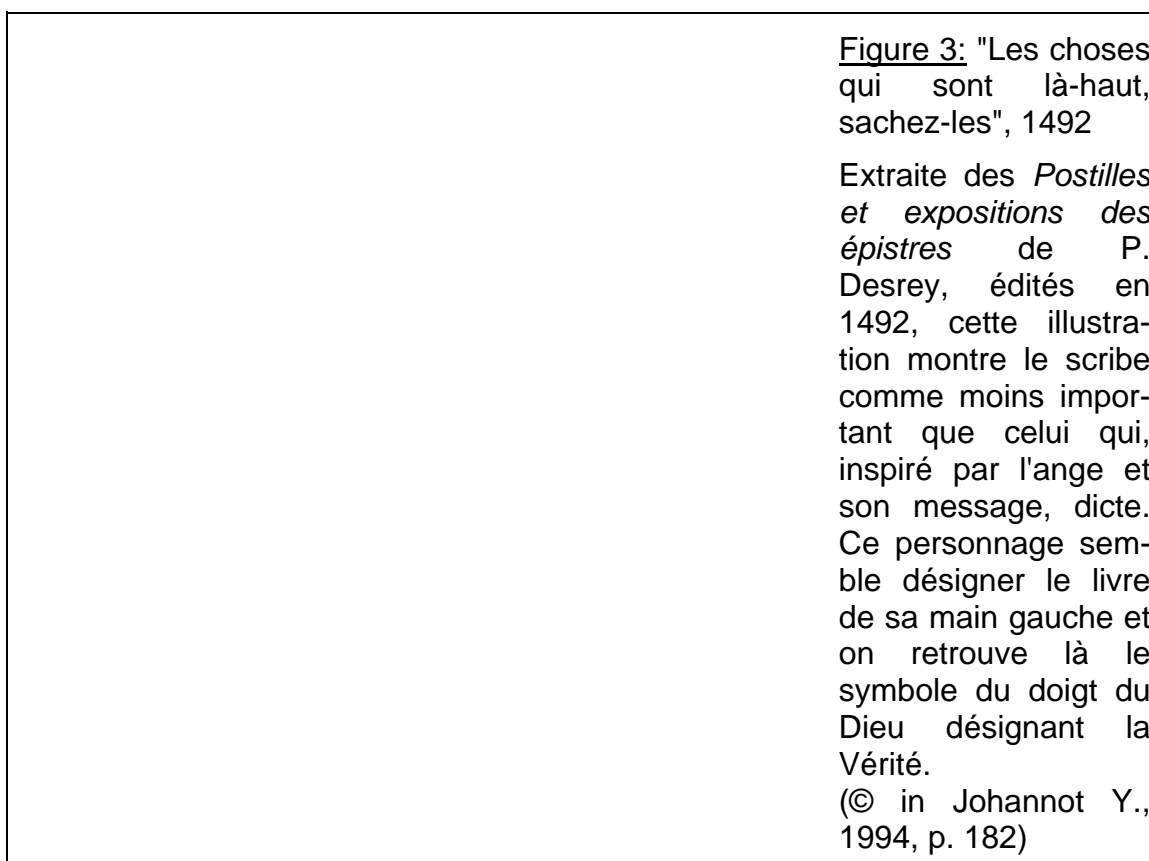 Figure 3: "Les choses
qui sont là-haut,
sachez-les", 1492
Extraite des Postilles
et expositions des
épistres de P.
Desrey, édités en
1492, cette illustra-
tion montre le scribe
comme moins impor-
tant que celui qui,
inspiré par l'ange et
son message, dicte.
Ce personnage sem-
ble désigner le livre
de sa main gauche et
on retrouve là le
symbole du doigt du
Dieu désignant la
Vérité.
(© in Johannot Y.,
1994, p. 182)